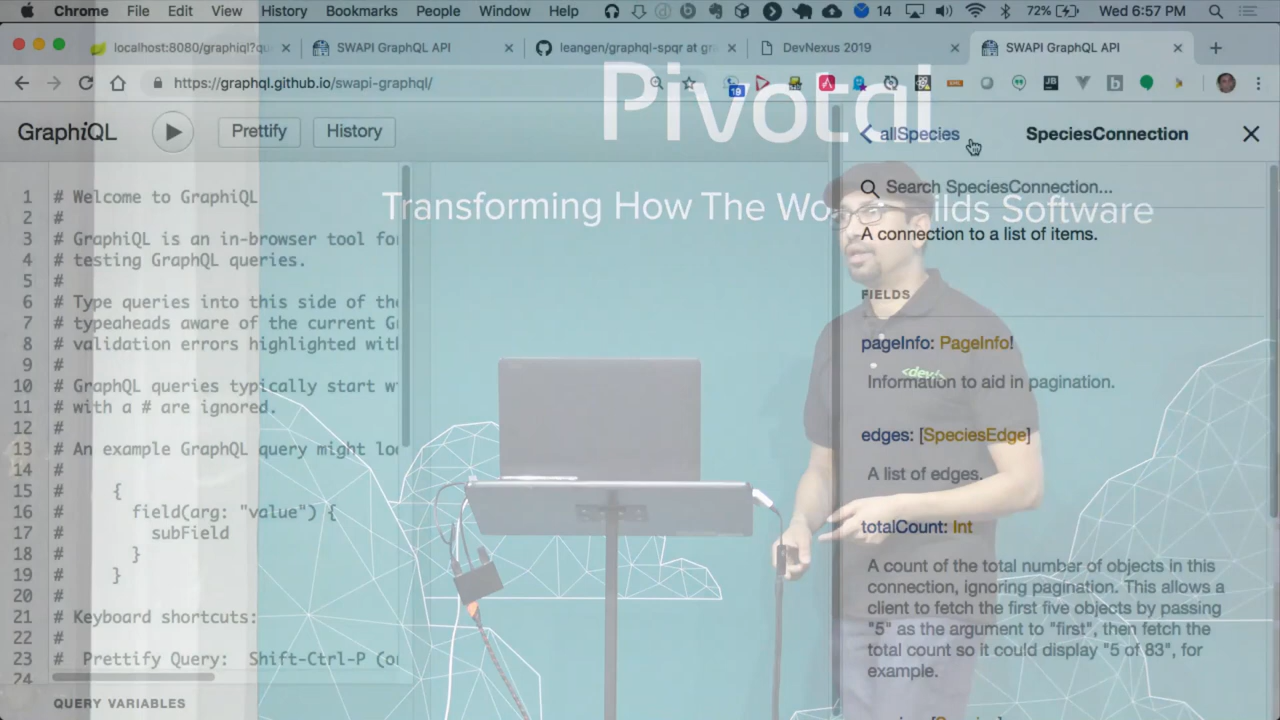 Chrome File Edit View History Bookmarks People Window Help 14 72% Wed 6:57 PM
localhost:8080/graphiql?qu
SWAPI GraphQL API
leangen/graphql-spqr at gra
DevNexus 2019
SWAPI GraphQL API
https://graphql.github.io/swapi-graphql/
19
Pivotal
GraphiQL
Prettify
History
allSpecies
SpeciesConnection
Transforming How The World Builds Software
Search SpeciesConnection...
A connection to a list of items.
FIELDS
pageInfo: PageInfo!
Information to aid in pagination.
edges: [SpeciesEdge]
A list of edges.
totalCount: Int
A count of the total number of objects in this
connection, ignoring pagination. This allows a
client to fetch the first five objects by passing
"5" as the argument to "first", then fetch the
total count so it could display "5 of 83", for
example.
1 # Welcome to GraphiQL
2 #
3 # GraphiQL is an in-browser tool fo
4 # testing GraphQL queries.
5 #
6 # Type queries into this side of the
7 # typeaheads aware of the current G
8 # validation errors highlighted wit
9 #
10 # GraphQL queries typically start w
11 # with a # are ignored.
12 #
13 # An example GraphQL query might lo
14 #
15 # {
16 # field(arg: "value") {
17 # subField
18 # }
19 # }
20 #
21 # Keyboard shortcuts:
22 #
23 # Prettify Query: Shift-Ctrl-P (o
24
QUERY VARIABLES